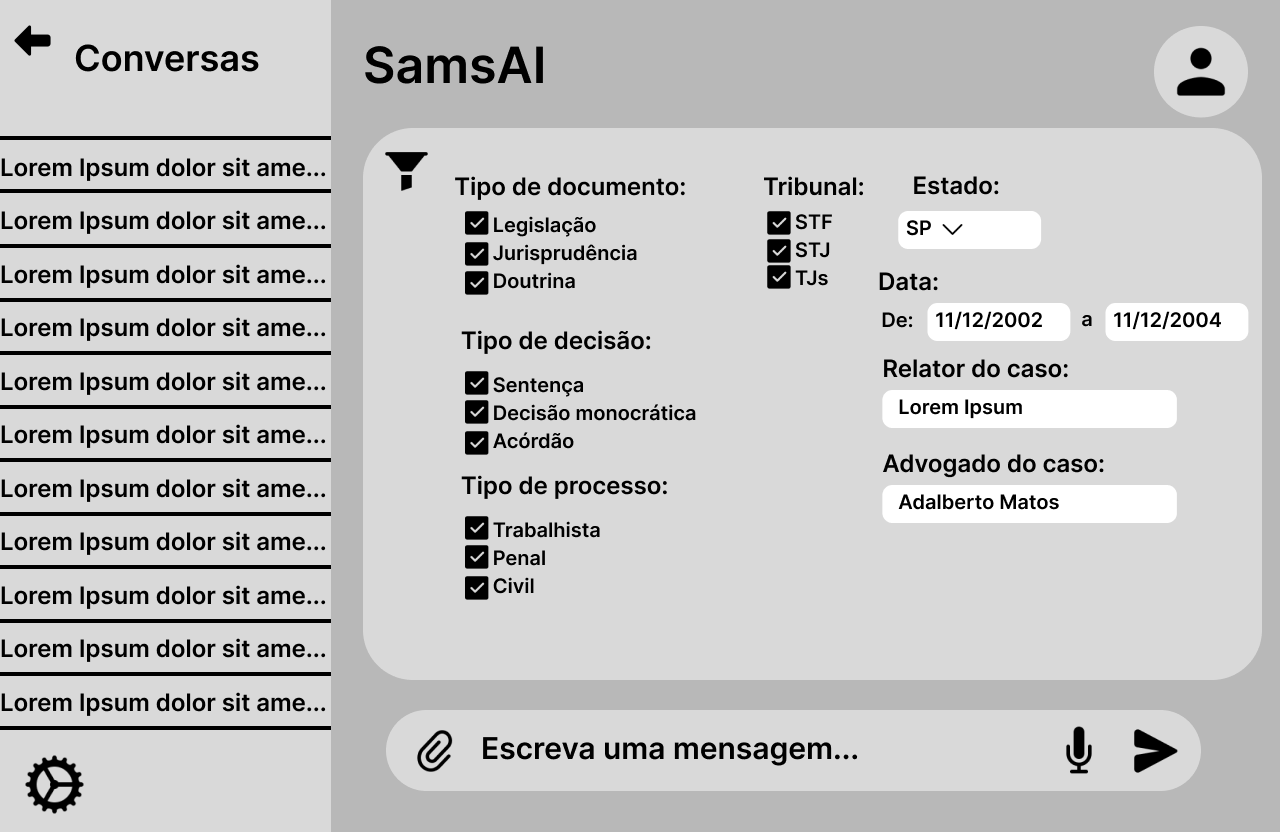 Conversas
Lorem Ipsum dolor sit ame...
Lorem Ipsum dolor sit ame...
Lorem Ipsum dolor sit ame...
Lorem Ipsum dolor sit ame...
Lorem Ipsum dolor sit ame...
Lorem Ipsum dolor sit ame...
Lorem Ipsum dolor sit ame...
Lorem Ipsum dolor sit ame...
Lorem Ipsum dolor sit ame...
Lorem Ipsum dolor sit ame...
Lorem Ipsum dolor sit ame...
SamsAI
Tipo de documento:
Legislação
Jurisprudência
Doutrina
Tipo de decisão:
Sentença
Decisão monocrática
Acórdão
Tipo de processo:
Trabalhista
Penal
Civil
Tribunal:
STF
STJ
TJs
Estado:
SP
Data:
De: 11/12/2002 a 11/12/2004
Relator do caso:
Lorem Ipsum
Advogado do caso:
Adalberto Matos
Escreva uma mensagem...